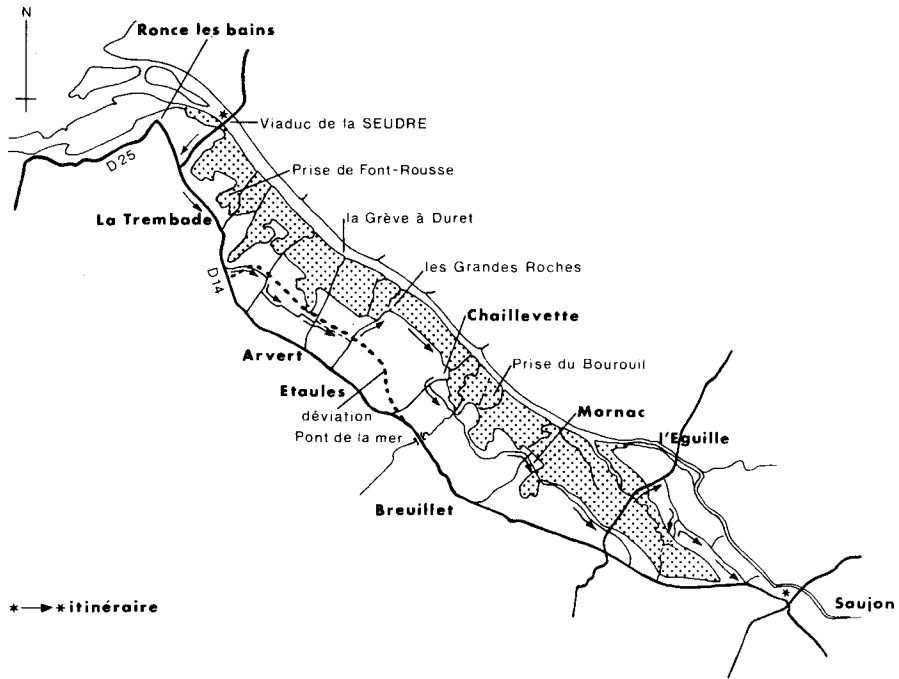 N
Ronce les bains
Viaduc de la SEUDRE
D25
Prise de Font-Rousse
La Trembade
la Grève à Duret
les Grandes Roches
D14
Chaillevette
Arvert
Prise du Bourouil
Etaules
déviation
Mornac
Pont de la mer
l'Eguille
Breuillet
*→* itinéraire
Saujon